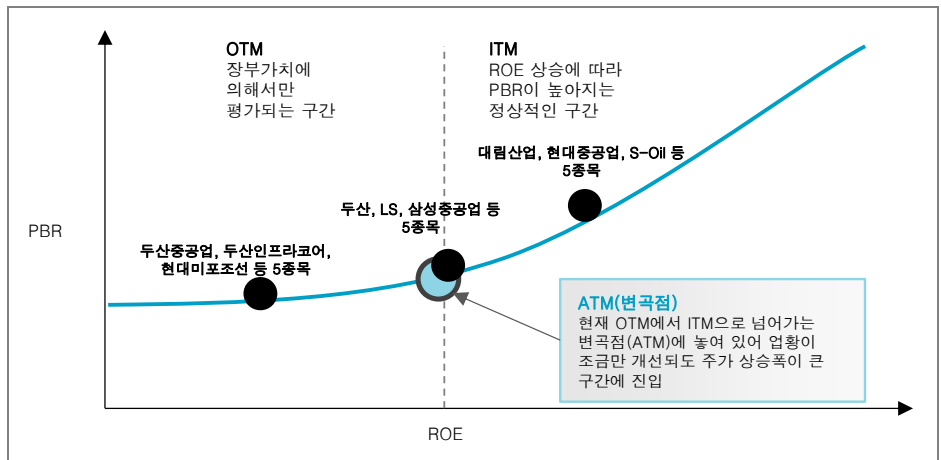 OTM
장부가치에
의해서만
평가되는 구간
ITM
ROE 상승에 따라
PBR이 높아지는
정상적인 구간
대림산업, 현대중공업, S-Oil 등
5종목
두산, LS, 삼성중공업 등
5종목
PBR
두산중공업, 두산인프라코어,
현대미포조선 등 5종목
ATM(변곡점)
현재 OTM에서 ITM으로 넘어가는
변곡점(ATM)에 놓여 있어 업황이
조금만 개선되도 주가 상승폭이 큰
구간에 진입
ROE